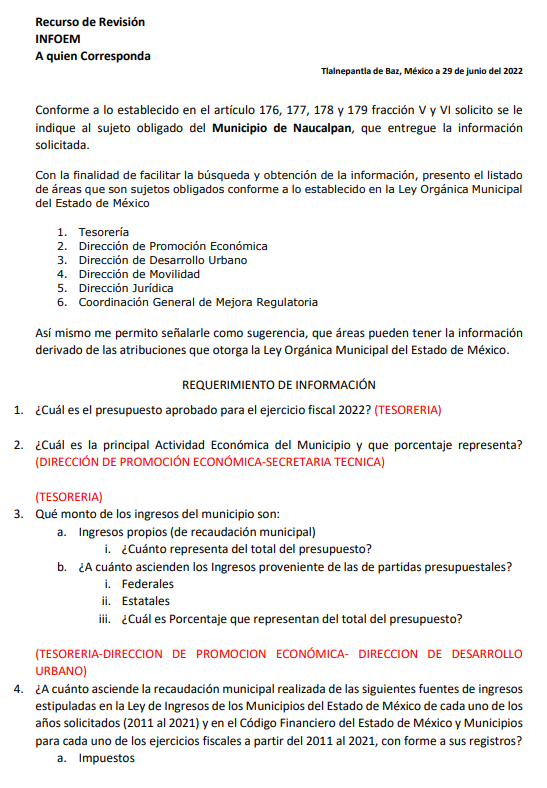 Recurso de Revisión
INFOEM
A quien Corresponda
Tlalnepantla de Baz, México a 29 de junio del 2022
Conforme a lo establecido en el artículo 176, 177, 178 y 179 fracción V y VI solicito se le
indique al sujeto obligado del Municipio de Naucalpan, que entregue la información
solicitada.
Con la finalidad de facilitar la búsqueda y obtención de la información, presento el listado
de áreas que son sujetos obligados conforme a lo establecido en la Ley Orgánica Municipal
del Estado de México
1. Tesorería
2. Dirección de Promoción Económica
3. Dirección de Desarrollo Urbano
4. Dirección de Movilidad
5. Dirección Jurídica
6. Coordinación General de Mejora Regulatoria
Así mismo me permito señalarle como sugerencia, que áreas pueden tener la información
derivado de las atribuciones que otorga la Ley Orgánica Municipal del Estado de México.
REQUERIMIENTO DE INFORMACIÓN
1. ¿Cuál es el presupuesto aprobado para el ejercicio fiscal 2022? (TESORERIA)
2. ¿Cuál es la principal Actividad Económica del Municipio y que porcentaje representa?
(DIRECCIÓN DE PROMOCIÓN ECONÓMICA-SECRETARIA TECNICA)
(TESORERIA)
3. Qué monto de los ingresos del municipio son:
a. Ingresos propios (de recaudación municipal)
i. ¿Cuánto representa del total del presupuesto?
b. ¿A cuánto ascienden los Ingresos proveniente de las de partidas presupuestales?
i. Federales
ii. Estatales
iii. ¿Cuál es Porcentaje que representan del total del presupuesto?
(TESORERIA-DIRECCION DE PROMOCION ECONÓMICA- DIRECCION DE DESARROLLO
URBANO)
4. ¿A cuánto asciende la recaudación municipal realizada de las siguientes fuentes de ingresos
estipuladas en la Ley de Ingresos de los Municipios del Estado de México de cada uno de los
años solicitados (2011 al 2021) y en el Código Financiero del Estado de México y Municipios
para cada uno de los ejercicios fiscales a partir del 2011 al 2021, con forme a sus registros?
a. Impuestos